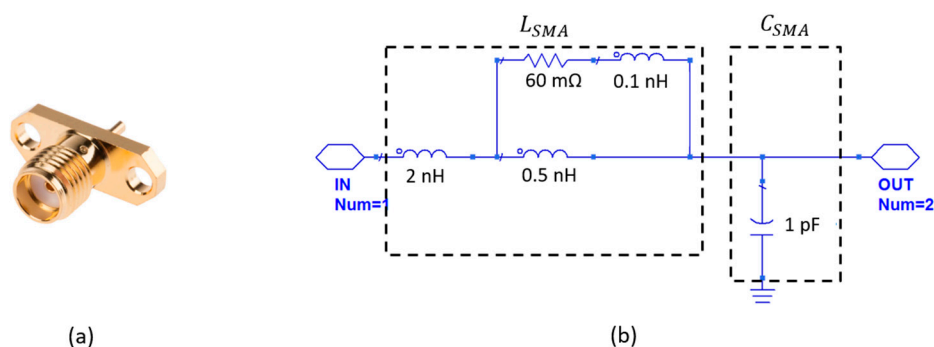 L_SMA
C_SMA
60 mΩ
0.1 nH
2 nH
0.5 nH
IN
Num=1
1 pF
OUT
Num=2
(a)
(b)